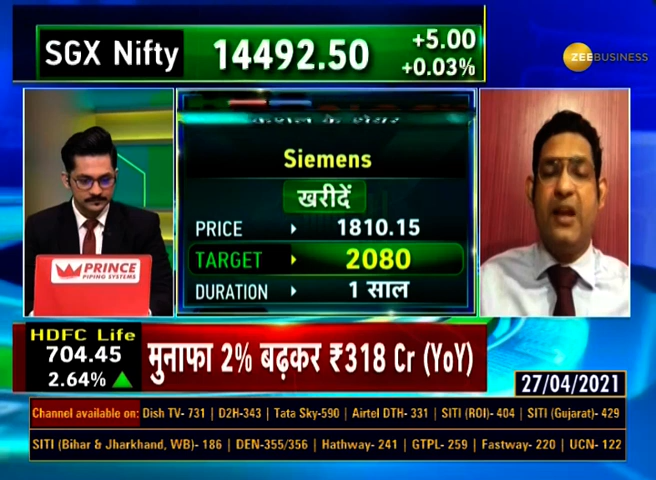 SGX Nifty 14492.50 +5.00
+0.03%
ZEEBUSINESS
Siemens
खरीदें
PRICE 1810.15
TARGET 2080
DURATION 1 साल
PRINCE
PIPING SYSTEMS
HDFC Life
704.45
2.64%
मुनाफा 2% बढ़कर ₹318 Cr (YoY)
27/04/2021
Channel available on: Dish TV- 731 | D2H-343 | Tata Sky-590 | Airtel DTH- 331 | SITI (ROI)- 404 | SITI (Gujarat)- 429
SITI (Bihar & Jharkhand, WB)- 186 | DEN-355/356 | Hathway- 241 | GTPL- 259 | Fastway- 220 | UCN- 122